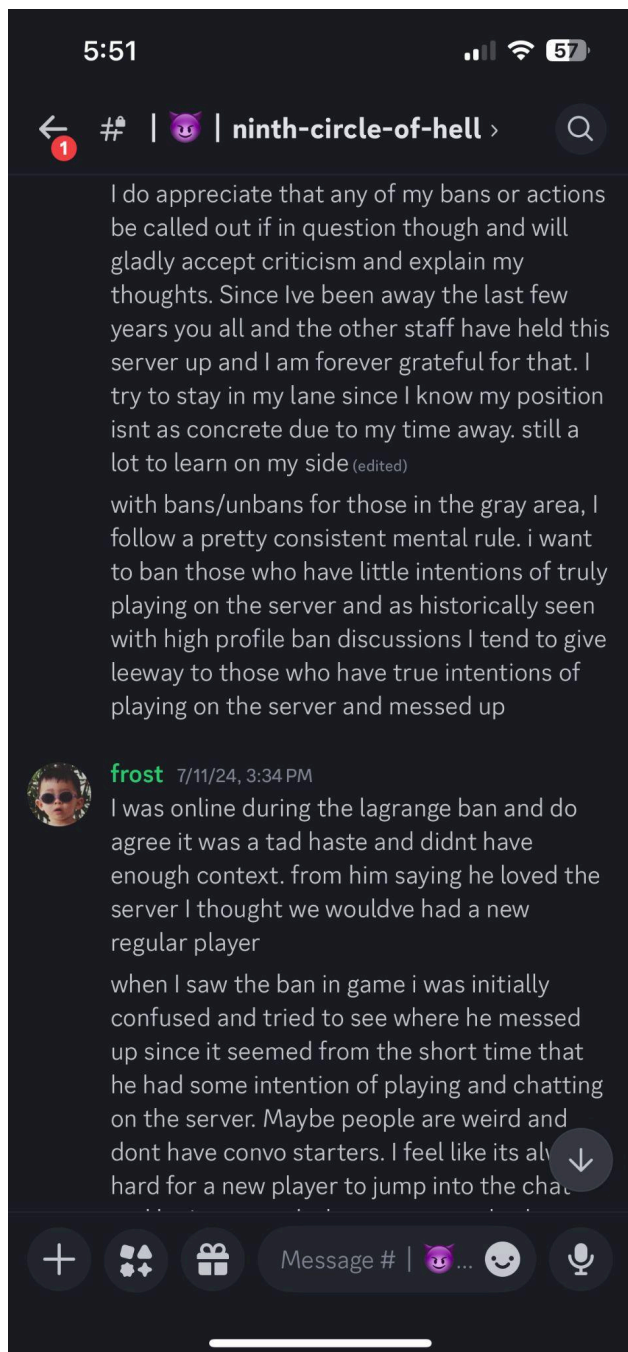 5:51
57
1
# | 😈 | ninth-circle-of-hell ›
I do appreciate that any of my bans or actions
be called out if in question though and will
gladly accept criticism and explain my
thoughts. Since Ive been away the last few
years you all and the other staff have held this
server up and I am forever grateful for that. I
try to stay in my lane since I know my position
isnt as concrete due to my time away. still a
lot to learn on my side (edited)
with bans/unbans for those in the gray area, I
follow a pretty consistent mental rule. i want
to ban those who have little intentions of truly
playing on the server and as historically seen
with high profile ban discussions I tend to give
leeway to those who have true intentions of
playing on the server and messed up
frost 7/11/24, 3:34 PM
I was online during the lagrange ban and do
agree it was a tad haste and didnt have
enough context. from him saying he loved the
server I thought we wouldve had a new
regular player
when I saw the ban in game i was initially
confused and tried to see where he messed
up since it seemed from the short time that
he had some intention of playing and chatting
on the server. Maybe people are weird and
dont have convo starters. I feel like its
hard for a new player to jump into the chat
Message # | 😈...